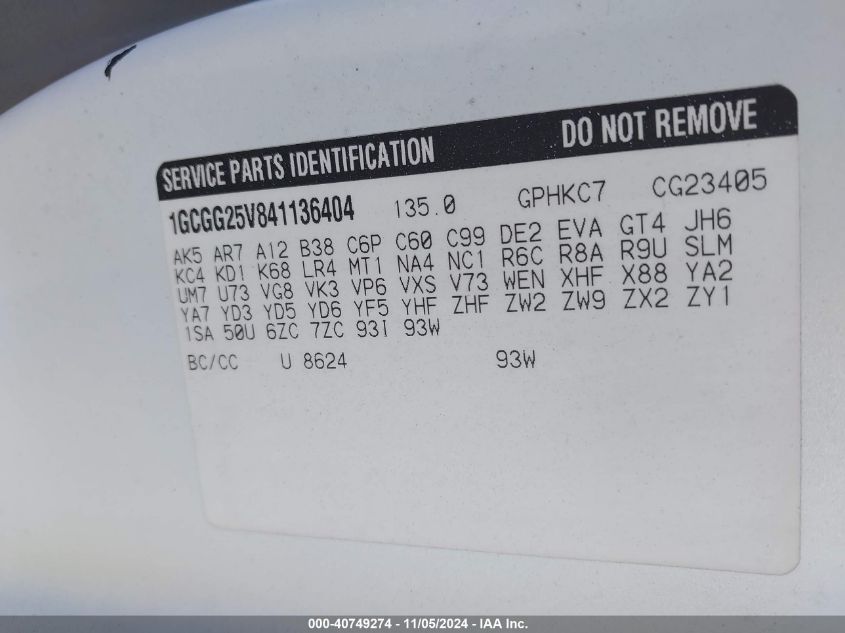 SERVICE PARTS IDENTIFICATION DO NOT REMOVE
1GCGG25V841136404 135.0 GPHKC7 CG23405
AK5 AR7 A12 B38 C6P C60 C99 DE2 EVA GT4 JH6
KC4 KD1 K68 LR4 MT1 NA4 NC1 R6C R8A R9U SLM
UM7 U73 VG8 VK3 VP6 VXS V73 WEN XHF X88 YA2
YA7 YD3 YD5 YD6 YF5 YHF ZHF ZW2 ZW9 ZX2 ZY1
1SA 50U 6ZC 7ZC 93I 93W
BC/CC U 8624 93W
000-40749274 - 11/05/2024 - IAA Inc.